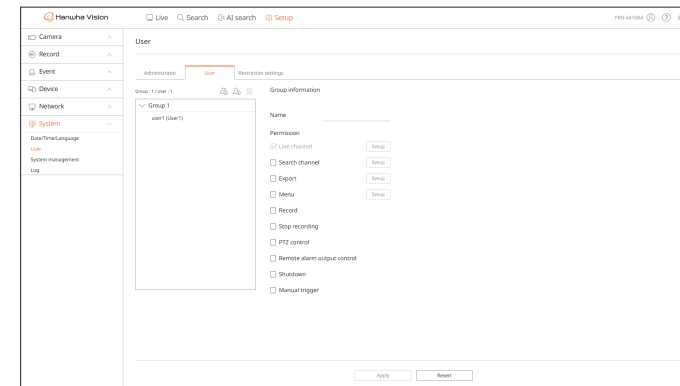 Hanwha Vision
Live Search AI search Setup
PRN-6410B4
Camera
Record
Event
Device
Network
System
Date/Time/Language
User
System management
Log
User
Administrator User Restriction settings
Group : 1 / User : 1
Group 1
user1 (User1)
Group information
Name
Permission
Live channel Setup
Search channel Setup
Export Setup
Menu Setup
Record
Stop recording
PTZ control
Remote alarm output control
Shutdown
Manual trigger
Apply Revert